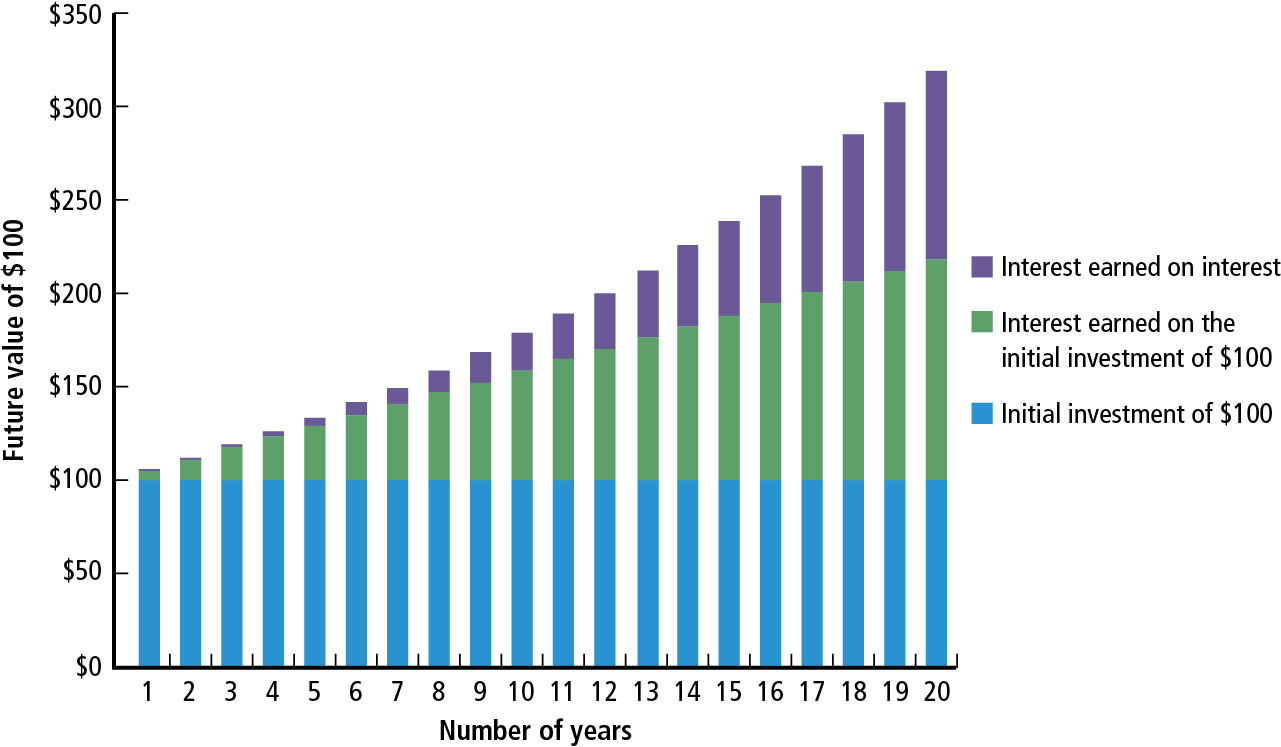 $350
$300
$250
$200
$150
$100
$50
$0
Future value of $100
1 2 3 4 5 6 7 8 9 10 11 12 13 14 15 16 17 18 19 20
Number of years
Interest earned on interest
Interest earned on the
initial investment of $100
Initial investment of $100